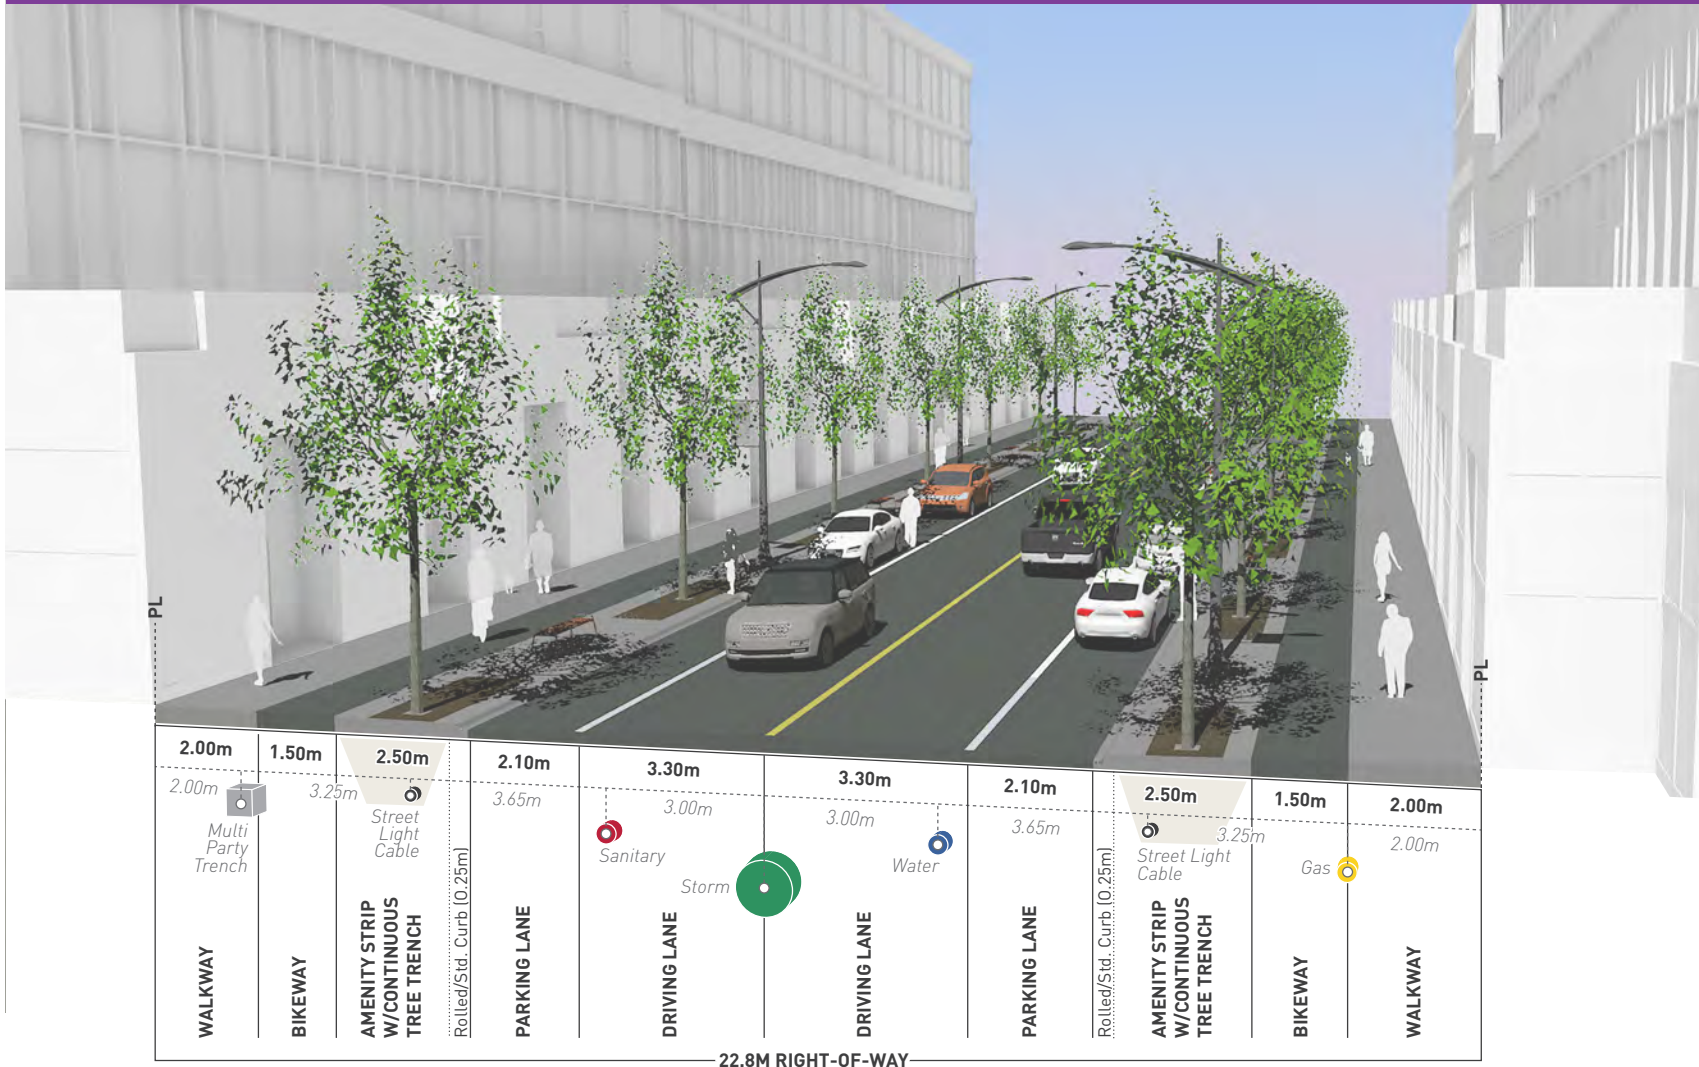 PL
PL
2.00m
1.50m
2.50m
2.10m
3.30m
3.30m
2.10m
2.50m
1.50m
2.00m
2.00m
3.25m
3.65m
3.00m
3.00m
3.65m
3.25m
2.00m
Multi
Party
Trench
Street
Light
Cable
Sanitary
Storm
Water
Street Light
Cable
Gas
WALKWAY
BIKEWAY
AMENITY STRIP
W/CONTINUOUS
TREE TRENCH
Rolled/Std. Curb (0.25m)
PARKING LANE
DRIVING LANE
DRIVING LANE
PARKING LANE
Rolled/Std. Curb (0.25m)
AMENITY STRIP
W/CONTINUOUS
TREE TRENCH
BIKEWAY
WALKWAY
22.8M RIGHT-OF-WAY